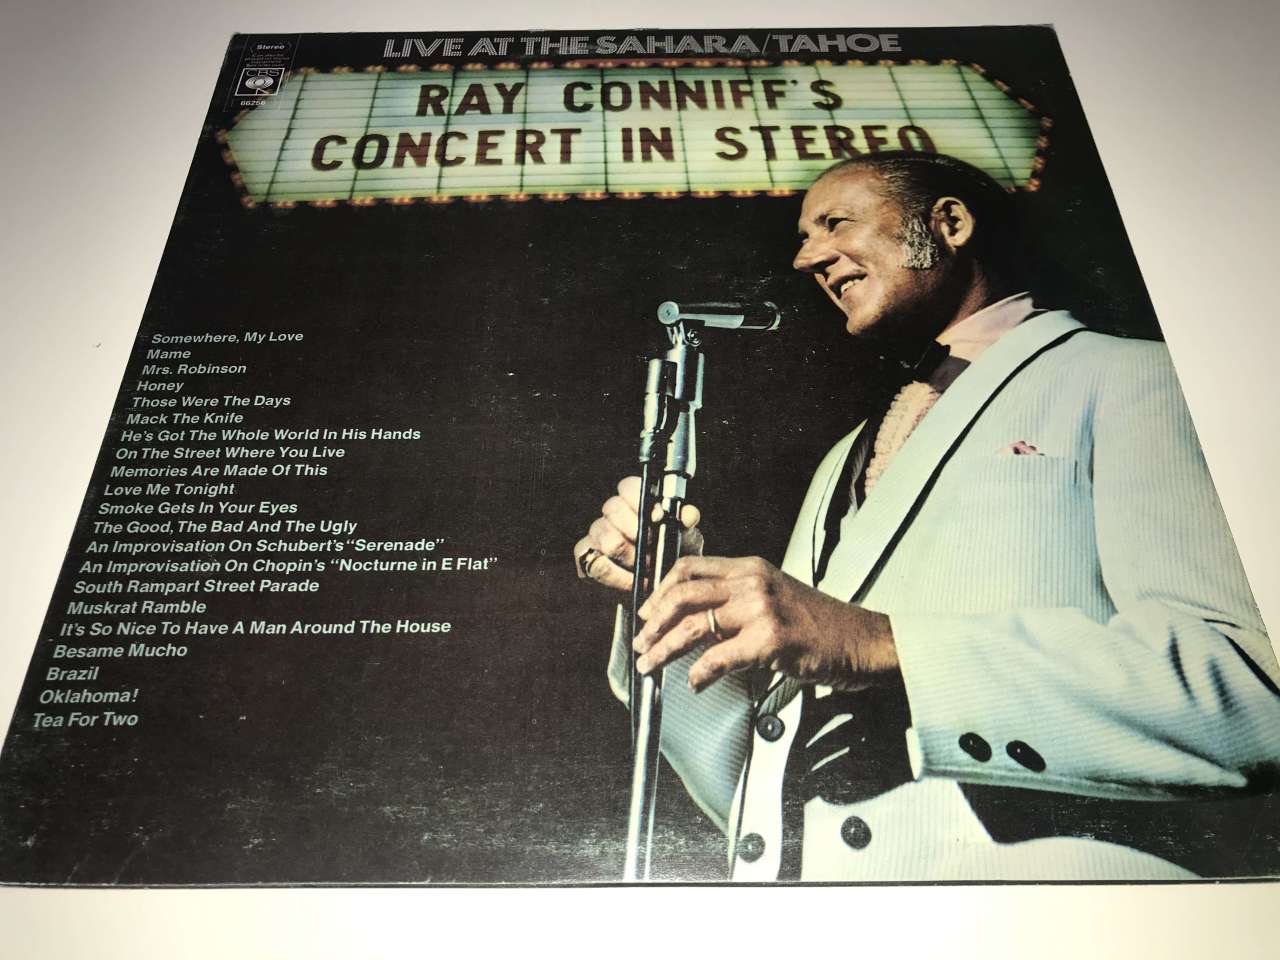 LIVE AT THE SAHARA/TAHOE
Stereo
CBS
66256
RAY CONNIFF'S
CONCERT IN STEREO
Somewhere, My Love
Mame
Mrs. Robinson
Honey
Those Were The Days
Mack The Knife
He's Got The Whole World In His Hands
On The Street Where You Live
Memories Are Made Of This
Love Me Tonight
Smoke Gets In Your Eyes
The Good, The Bad And The Ugly
An Improvisation On Schubert's “Serenade”
An Improvisation On Chopin's “Nocturne in E Flat”
South Rampart Street Parade
Muskrat Ramble
It's So Nice To Have A Man Around The House
Besame Mucho
Brazil
Oklahoma!
Tea For Two